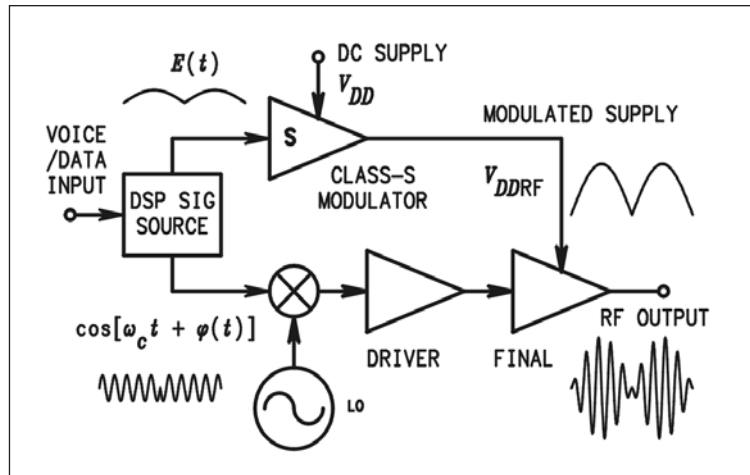 E(t)
DC SUPPLY
V_DD
VOICE
/DATA
INPUT
S
MODULATED SUPPLY
DSP SIG
SOURCE
CLASS-S
MODULATOR
V_DDRF
cos[ω_c t + φ(t)]
DRIVER
FINAL
RF OUTPUT
LO